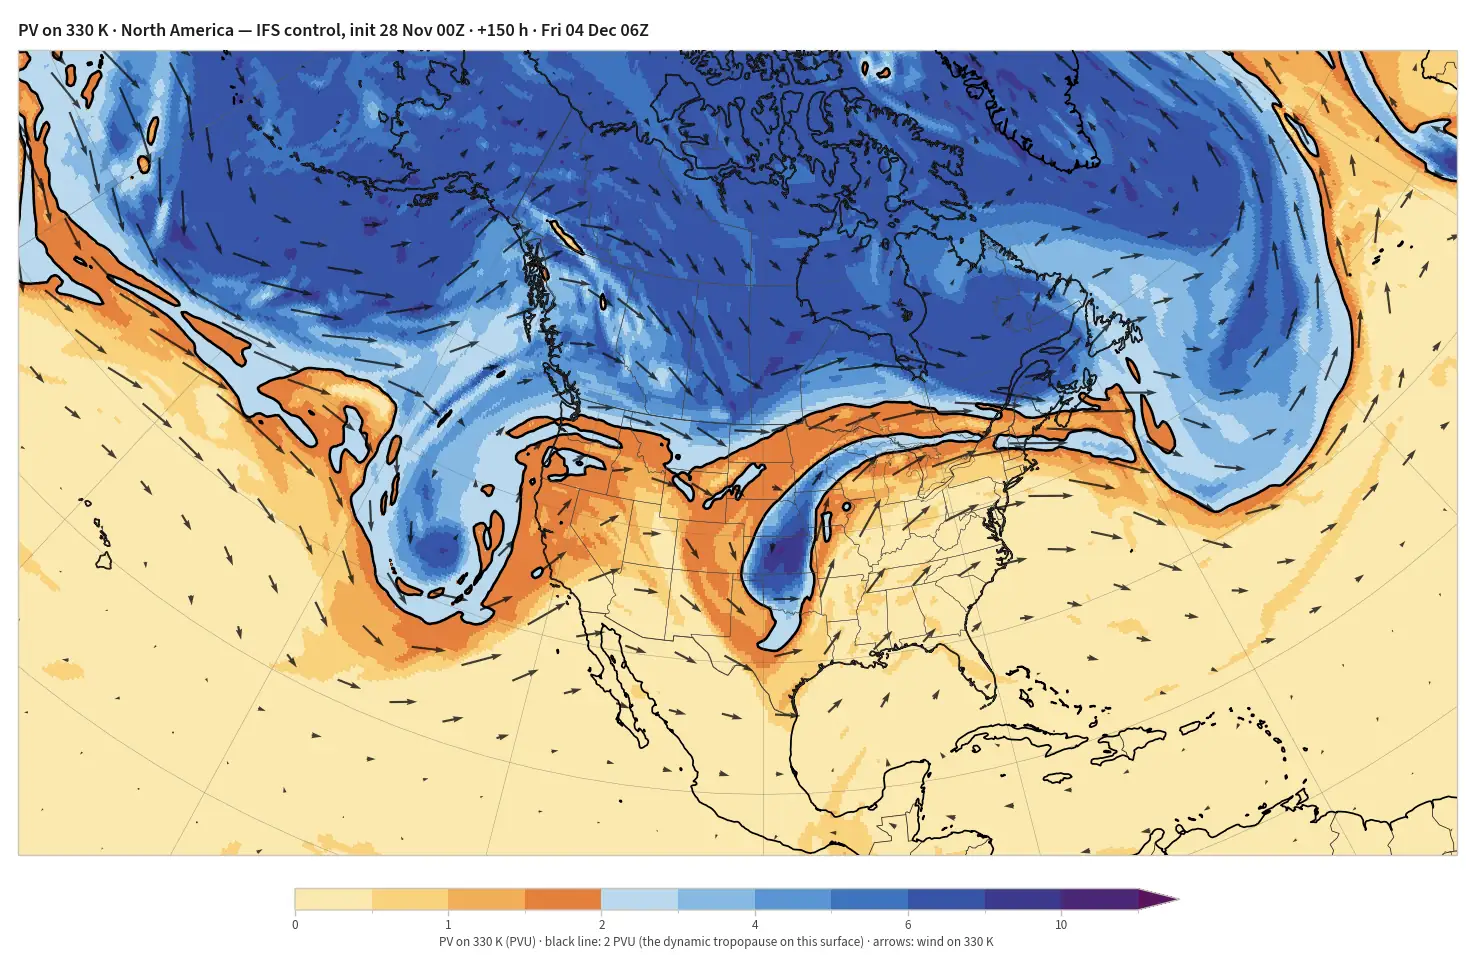 PV on 330 K · North America — IFS control, init 28 Nov 00Z · +150 h · Fri 04 Dec 06Z
0 1 2 4 6 10
PV on 330 K (PVU) · black line: 2 PVU (the dynamic tropopause on this surface) · arrows: wind on 330 K